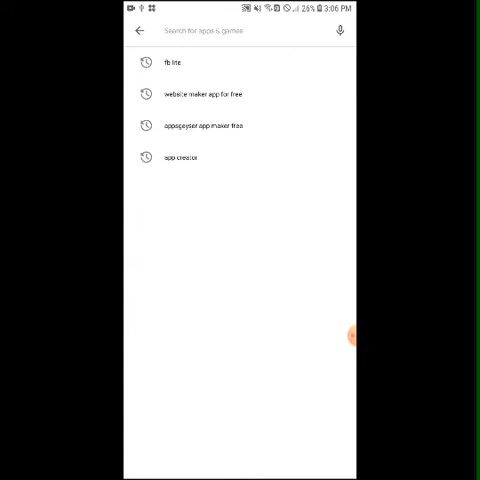 26% 3:06 PM
Search for apps & games
fb lite
website maker app for free
appsgeyser app maker free
app creator